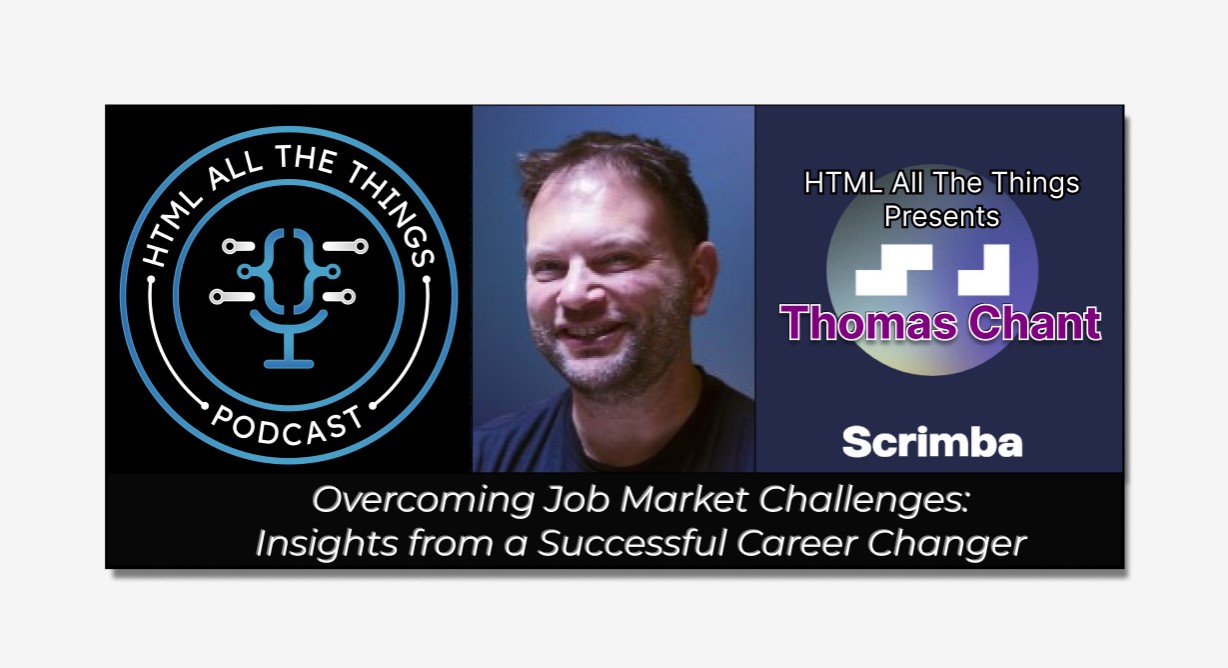 HTML ALL THE THINGS
PODCAST
HTML All The Things
Presents
Thomas Chant
Scrimba
Overcoming Job Market Challenges:
Insights from a Successful Career Changer